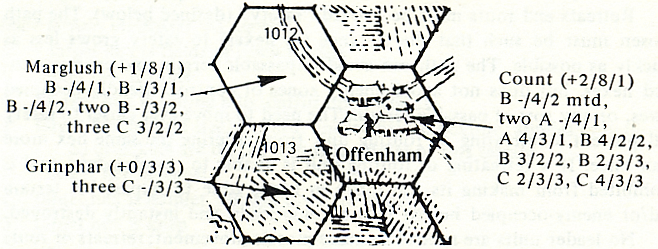 1012
Marglush (+1/8/1)
B -/4/1, B -/3/1,
B -/4/2, two B -/3/2,
three C 3/2/2
Grinphar (+0/3/3)
three C -/3/3
1013
Offenham
Count (+2/8/1)
B -/4/2 mtd,
two A -/4/1,
A 4/3/1, B 4/2/2,
B 3/2/2, B 2/3/3,
C 2/3/3, C 4/3/3